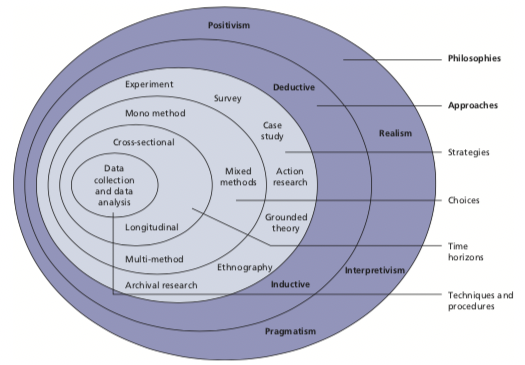 Positivism
Philosophies
Experiment
Deductive
Survey
Approaches
Mono method
Case
study
Realism
Cross-sectional
Strategies
Data
collection
and data
analysis
Mixed
methods
Action
research
Choices
Longitudinal
Grounded
theory
Time
horizons
Multi-method
Ethnography
Interpretivism
Archival research
Inductive
Techniques and
procedures
Pragmatism